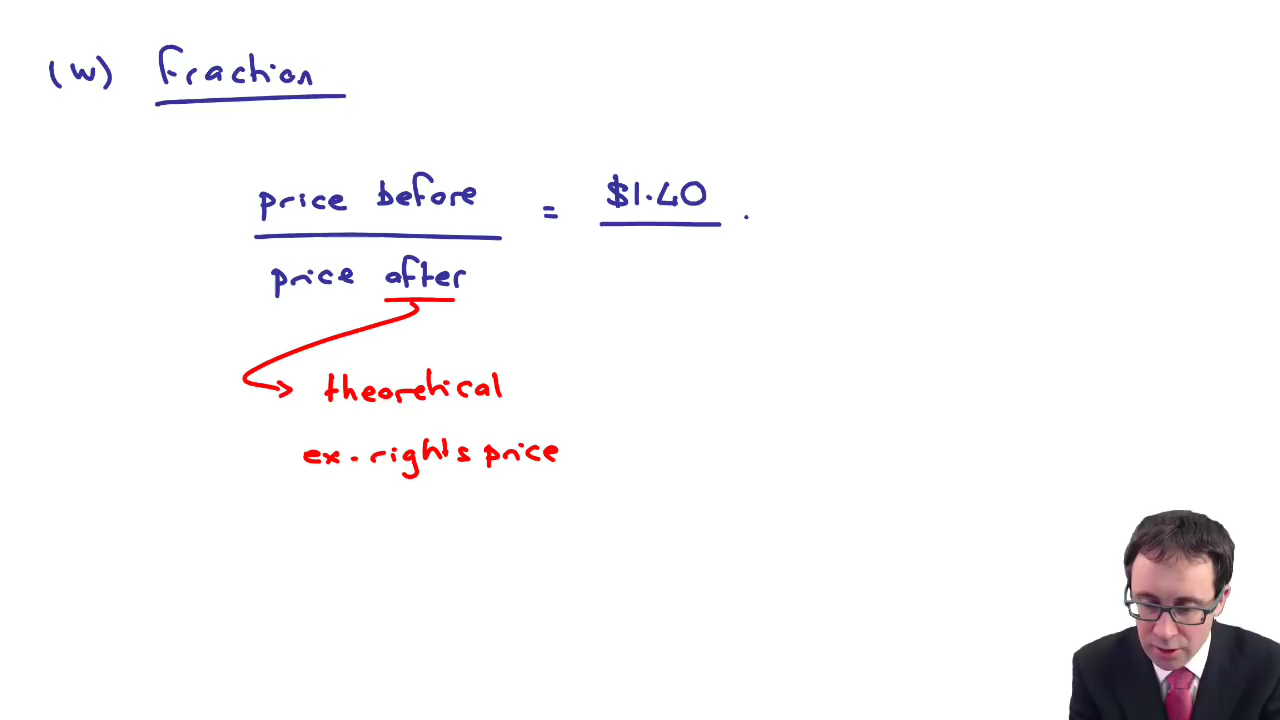 (W) Fraction
price before = $1.40
price after
theoretical
ex-rights price